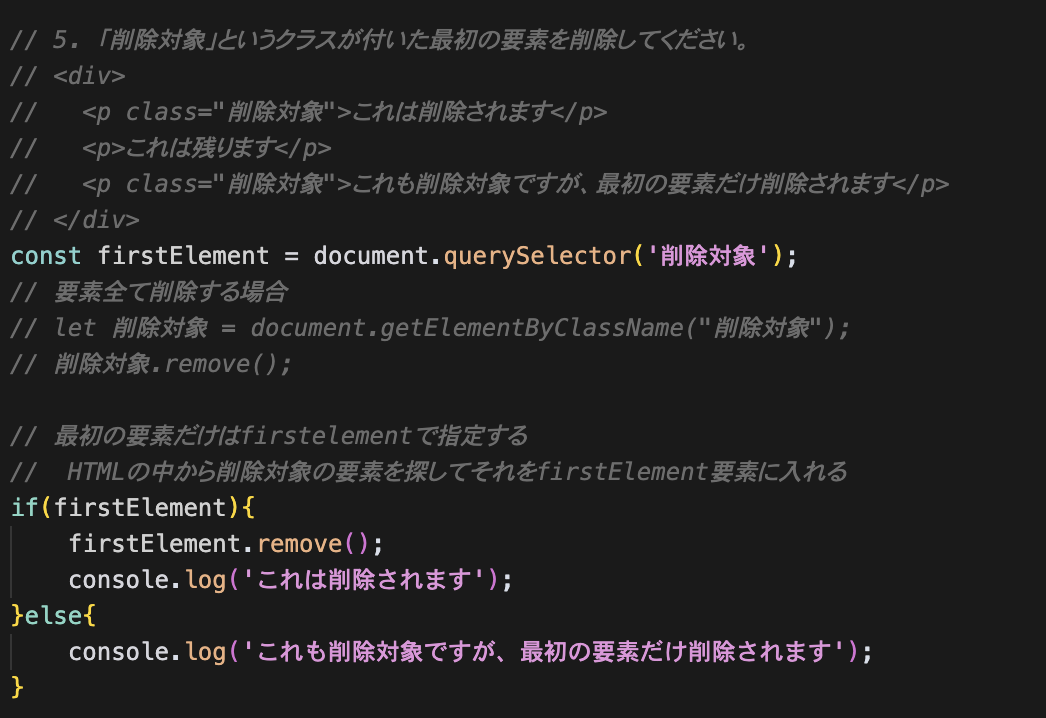 // 5. 「削除対象」というクラスが付いた最初の要素を削除してください。
// <div>
//   <p class="削除対象">これは削除されます</p>
//   <p>これは残ります</p>
//   <p class="削除対象">これも削除対象ですが、最初の要素だけ削除されます</p>
// </div>
const firstElement = document.querySelector('削除対象');
// 要素全て削除する場合
// let 削除対象 = document.getElementByClassName("削除対象");
// 削除対象.remove();
// 最初の要素だけはfirstelementで指定する
//  HTMLの中から削除対象の要素を探してそれをfirstElement要素に入れる
if(firstElement){
    firstElement.remove();
    console.log('これは削除されます');
}else{
    console.log('これも削除対象ですが、最初の要素だけ削除されます');
}